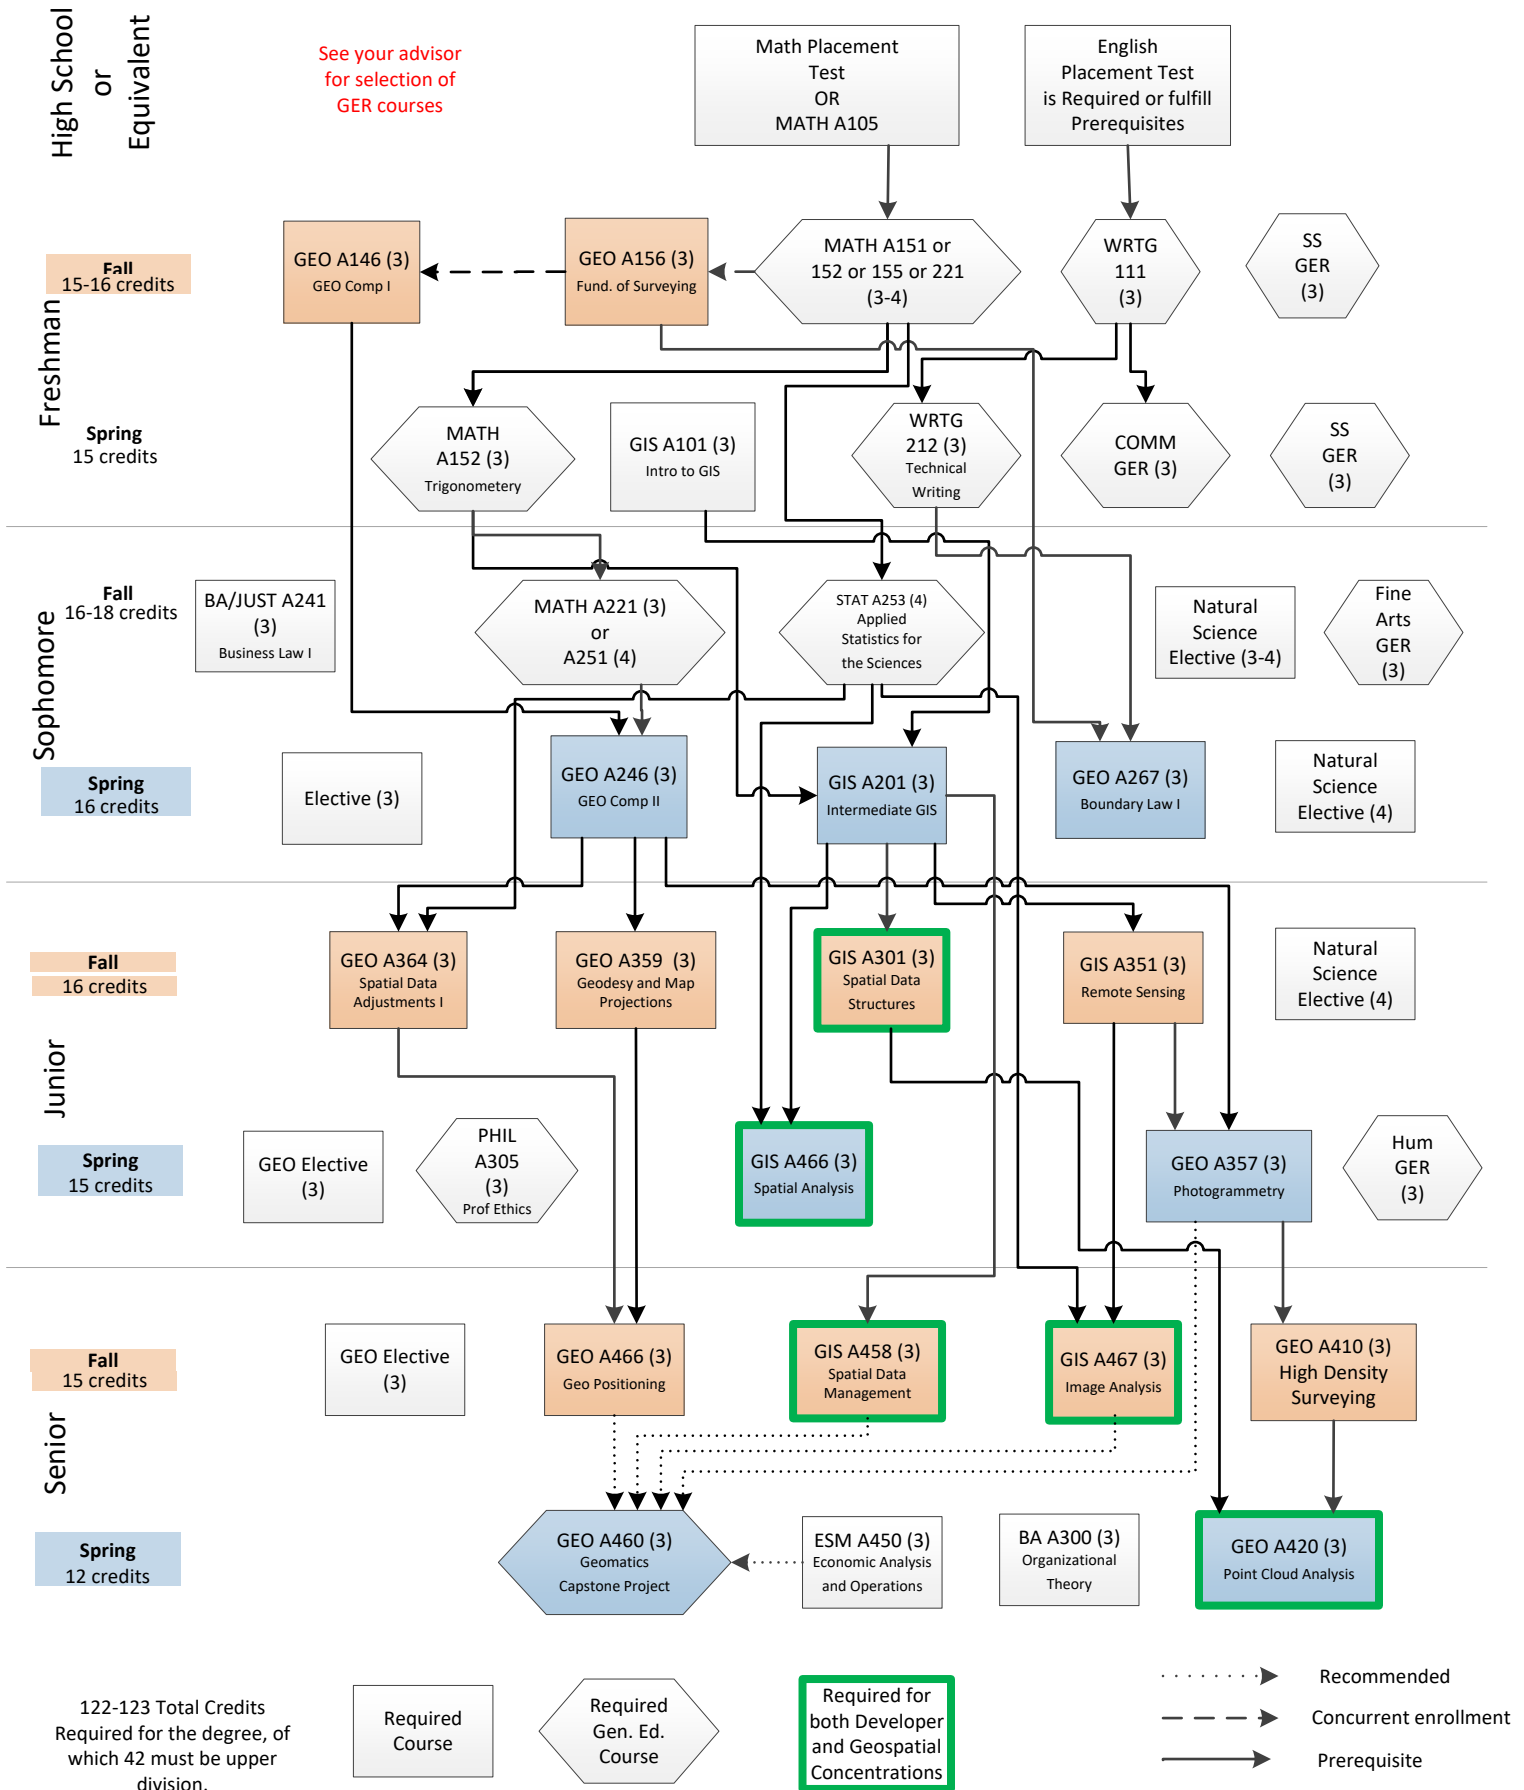 High School
or
Equivalent
See your advisor
for selection of
GER courses
Math Placement
Test
OR
MATH A105
English
Placement Test
is Required or fulfill
Prerequisites
Freshman
Fall
15-16 credits
GEO A146 (3)
GEO Comp I
GEO A156 (3)
Fund. of Surveying
MATH A151 or
152 or 155 or 221
(3-4)
WRTG
111
(3)
SS
GER
(3)
Spring
15 credits
MATH
A152 (3)
Trigonometery
GIS A101 (3)
Intro to GIS
WRTG
212 (3)
Technical
Writing
COMM
GER (3)
SS
GER
(3)
Sophomore
Fall
16-18 credits
BA/JUST A241
(3)
Business Law I
MATH A221 (3)
or
A251 (4)
STAT A253 (4)
Applied
Statistics for
the Sciences
Natural
Science
Elective (3-4)
Fine
Arts
GER
(3)
Spring
16 credits
Elective (3)
GEO A246 (3)
GEO Comp II
GIS A201 (3)
Intermediate GIS
GEO A267 (3)
Boundary Law I
Natural
Science
Elective (4)
Junior
Fall
16 credits
GEO A364 (3)
Spatial Data
Adjustments I
GEO A359 (3)
Geodesy and Map
Projections
GIS A301 (3)
Spatial Data
Structures
GIS A351 (3)
Remote Sensing
Natural
Science
Elective (4)
Spring
15 credits
GEO Elective
(3)
PHIL
A305
(3)
Prof Ethics
GIS A466 (3)
Spatial Analysis
GEO A357 (3)
Photogrammetry
Hum
GER
(3)
Senior
Fall
15 credits
GEO Elective
(3)
GEO A466 (3)
Geo Positioning
GIS A458 (3)
Spatial Data
Management
GIS A467 (3)
Image Analysis
GEO A410 (3)
High Density
Surveying
Spring
12 credits
GEO A460 (3)
Geomatics
Capstone Project
ESM A450 (3)
Economic Analysis
and Operations
BA A300 (3)
Organizational
Theory
GEO A420 (3)
Point Cloud Analysis
122-123 Total Credits
Required for the degree, of
which 42 must be upper
division.
Required
Course
Required
Gen. Ed.
Course
Required for
both Developer
and Geospatial
Concentrations
Recommended
Concurrent enrollment
Prerequisite